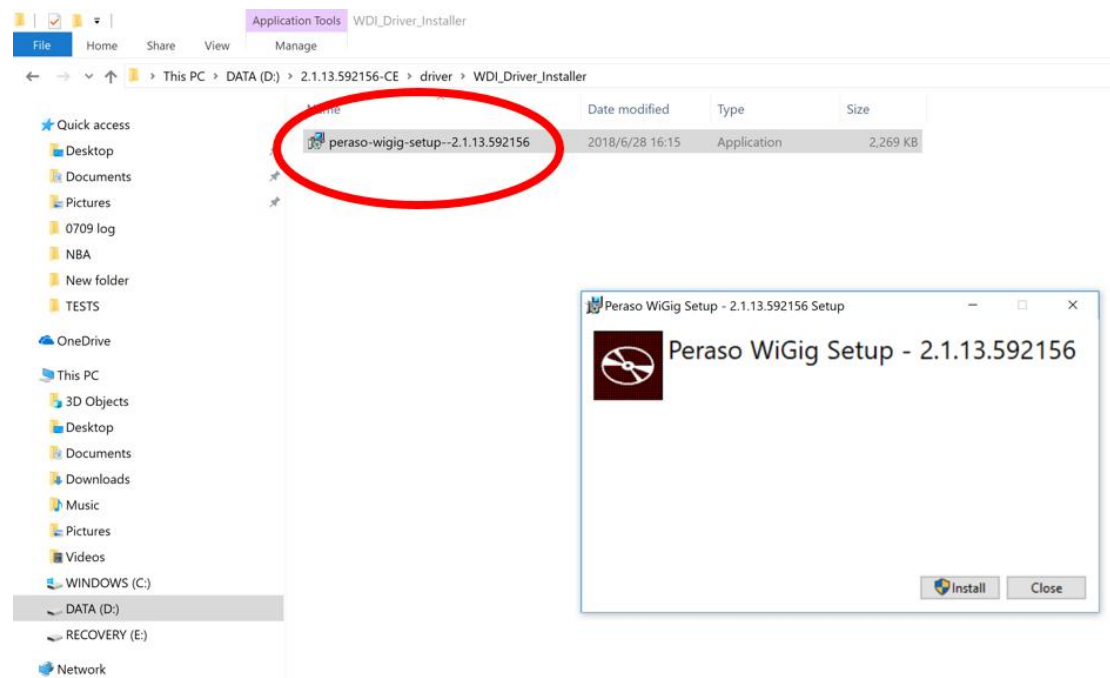 Application Tools WDI_Driver_Installer
File Home Share View Manage
This PC > DATA (D:) > 2.1.13.592156-CE > driver > WDI_Driver_Installer
Name Date modified Type Size
peraso-wigig-setup--2.1.13.592156 2018/6/28 16:15 Application 2,269 KB
Quick access
Desktop
Documents
Pictures
0709 log
NBA
New folder
TESTS
OneDrive
This PC
3D Objects
Desktop
Documents
Downloads
Music
Pictures
Videos
WINDOWS (C:)
DATA (D:)
RECOVERY (E:)
Network
Peraso WiGig Setup - 2.1.13.592156 Setup
Peraso WiGig Setup - 2.1.13.592156
Install Close